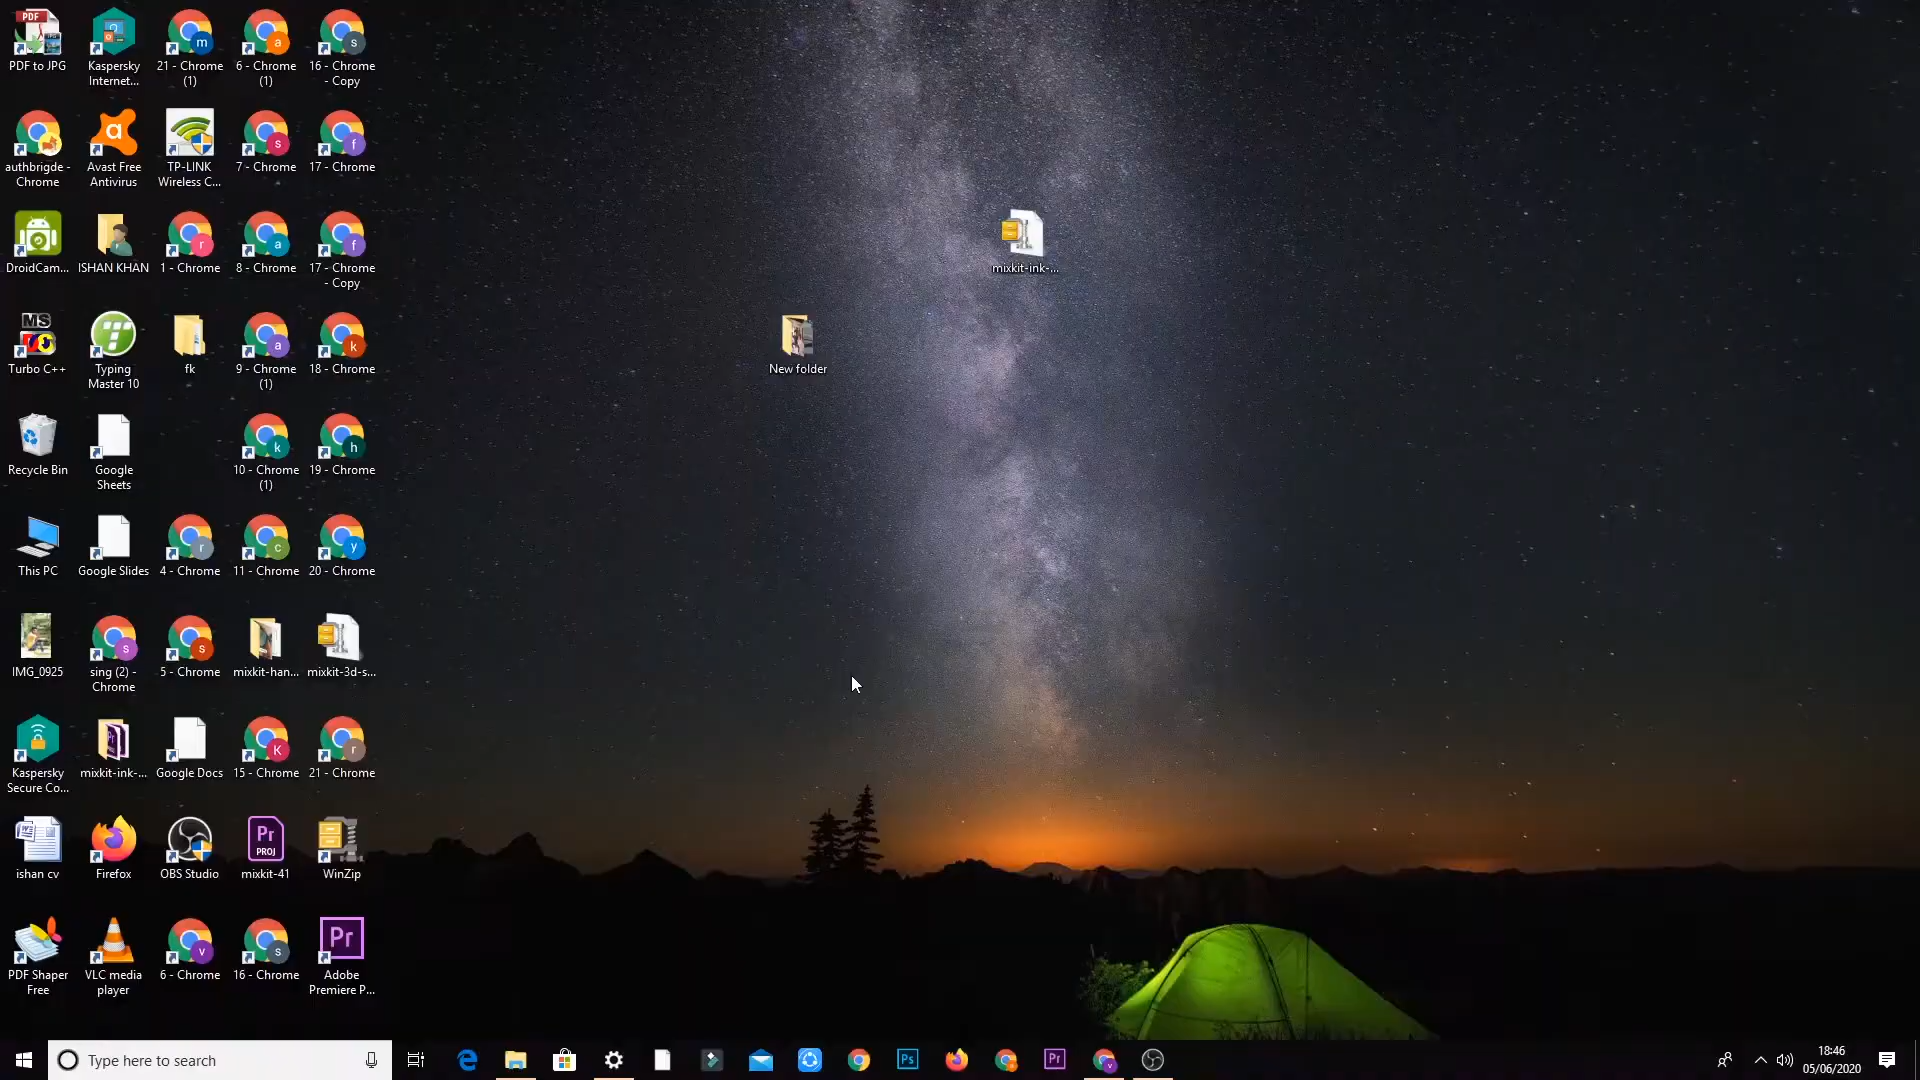 PDF to JPG
Kaspersky
Internet...
21 - Chrome
(1)
6 - Chrome
(1)
16 - Chrome
- Copy
authbrigde -
Chrome
Avast Free
Antivirus
TP-LINK
Wireless C...
7 - Chrome
17 - Chrome
DroidCam...
ISHAN KHAN
1 - Chrome
8 - Chrome
17 - Chrome
- Copy
mixkit-ink-...
Turbo C++
Typing
Master 10
fk
9 - Chrome
(1)
18 - Chrome
New folder
Recycle Bin
Google
Sheets
10 - Chrome
(1)
19 - Chrome
This PC
Google Slides
4 - Chrome
11 - Chrome
20 - Chrome
IMG_0925
sing (2) -
Chrome
5 - Chrome
mixkit-han...
mixkit-3d-s...
Kaspersky
Secure Co...
mixkit-ink-...
Google Docs
15 - Chrome
21 - Chrome
ishan cv
Firefox
OBS Studio
Pr
PROJ
mixkit-41
WinZip
PDF Shaper
Free
VLC media
player
6 - Chrome
16 - Chrome
Pr
Adobe
Premiere P...
Type here to search
Ps
Pr
18:46
05/06/2020